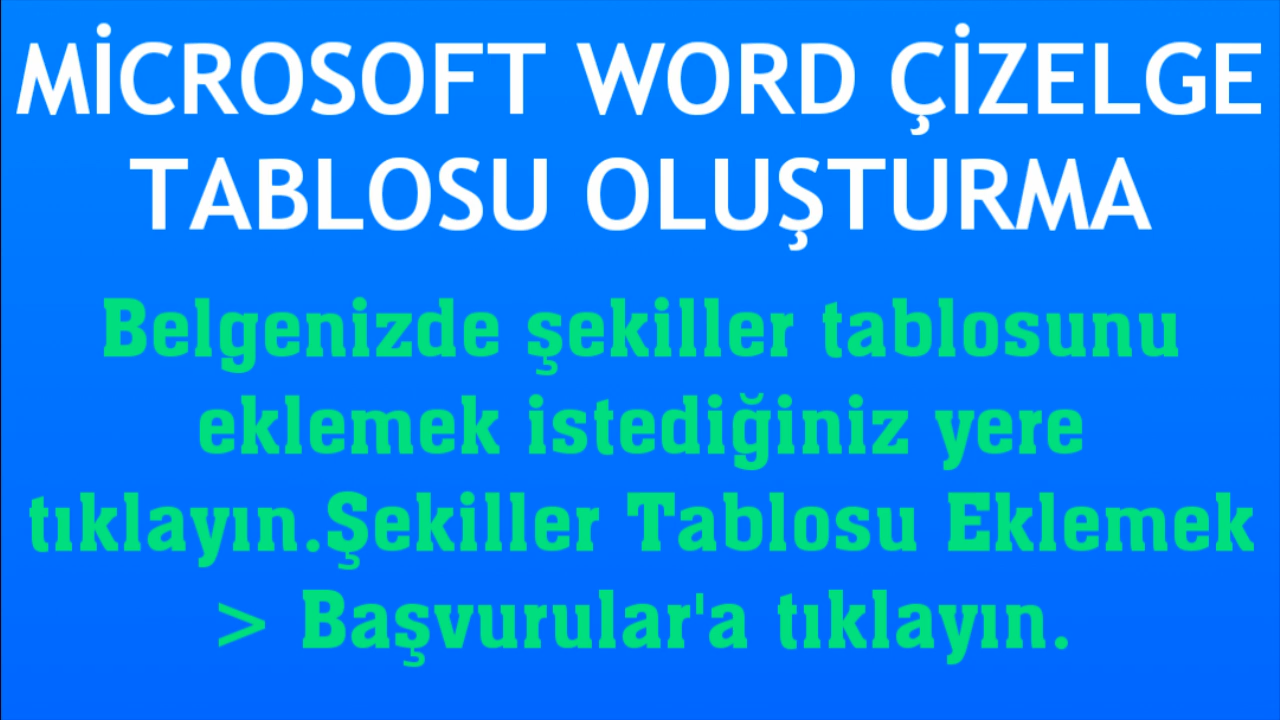 MİCROSOFT WORD ÇİZELGE
TABLOSU OLUŞTURMA
Belgenizde şekiller tablosunu
eklemek istediğiniz yere
tıklayın.Şekiller Tablosu Eklemek
> Başvurular'a tıklayın.